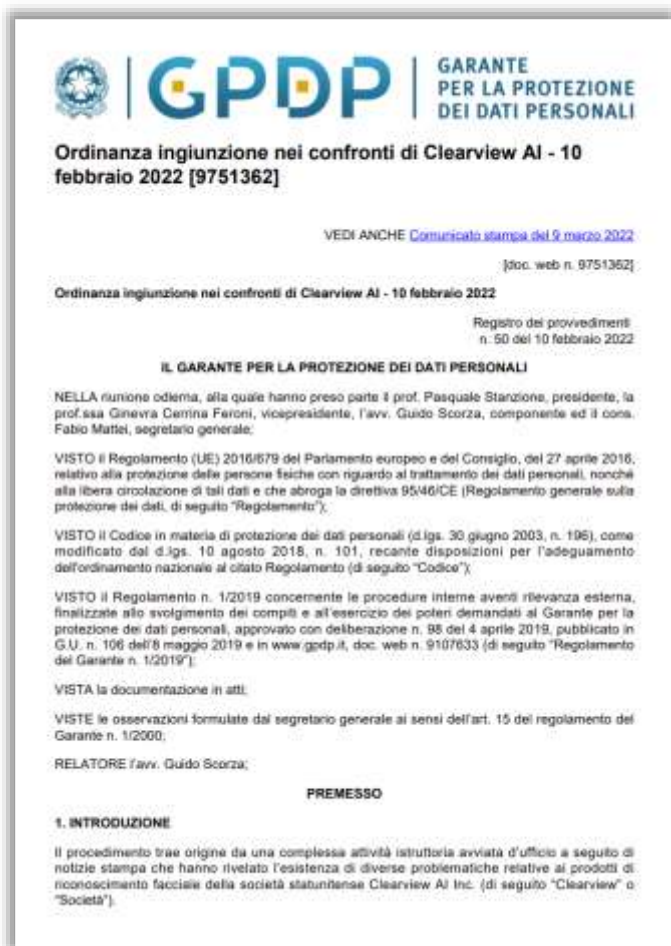 GPDP
GARANTE
PER LA PROTEZIONE
DEI DATI PERSONALI
Ordinanza ingiunzione nei confronti di Clearview AI - 10
febbraio 2022 [9751362]
VEDI ANCHE Comunicato stampa del 9 marzo 2022
[doc. web n. 9751362]
Ordinanza ingiunzione nei confronti di Clearview AI - 10 febbraio 2022
Registro dei provvedimenti
n. 50 del 10 febbraio 2022
IL GARANTE PER LA PROTEZIONE DEI DATI PERSONALI
NELLA riunione odierna, alla quale hanno preso parte il prof. Pasquale Stanzione, presidente, la
prof.ssa Ginevra Cerrina Feroni, vicepresidente, l'avv. Guido Scorza, componente ed il cons.
Fabio Mattei, segretario generale;
VISTO il Regolamento (UE) 2016/679 del Parlamento europeo e del Consiglio, del 27 aprile 2016,
relativo alla protezione delle persone fisiche con riguardo al trattamento dei dati personali, nonché
alla libera circolazione di tali dati e che abroga la direttiva 95/46/CE (Regolamento generale sulla
protezione dei dati, di seguito "Regolamento");
VISTO il Codice in materia di protezione dei dati personali (d.lgs. 30 giugno 2003, n. 196), come
modificato dal d.lgs. 10 agosto 2018, n. 101, recante disposizioni per l'adeguamento
dell'ordinamento nazionale al citato Regolamento (di seguito "Codice");
VISTO il Regolamento n. 1/2019 concernente le procedure interne aventi rilevanza esterna,
finalizzate allo svolgimento dei compiti e all'esercizio dei poteri demandati al Garante per la
protezione dei dati personali, approvato con deliberazione n. 98 del 4 aprile 2019, pubblicato in
G.U. n. 106 dell'8 maggio 2019 e in www.gpdp.it, doc. web n. 9107633 (di seguito "Regolamento
del Garante n. 1/2019");
VISTA la documentazione in atti;
VISTE le osservazioni formulate dal segretario generale ai sensi dell'art. 15 del regolamento del
Garante n. 1/2000;
RELATORE l'avv. Guido Scorza;
PREMESSO
1. INTRODUZIONE
Il procedimento trae origine da una complessa attività istruttoria avviata d'ufficio a seguito di
notizie stampa che hanno rivelato l'esistenza di diverse problematiche relative ai prodotti di
riconoscimento facciale della società statunitense Clearview AI Inc. (di seguito "Clearview" o
"Società").